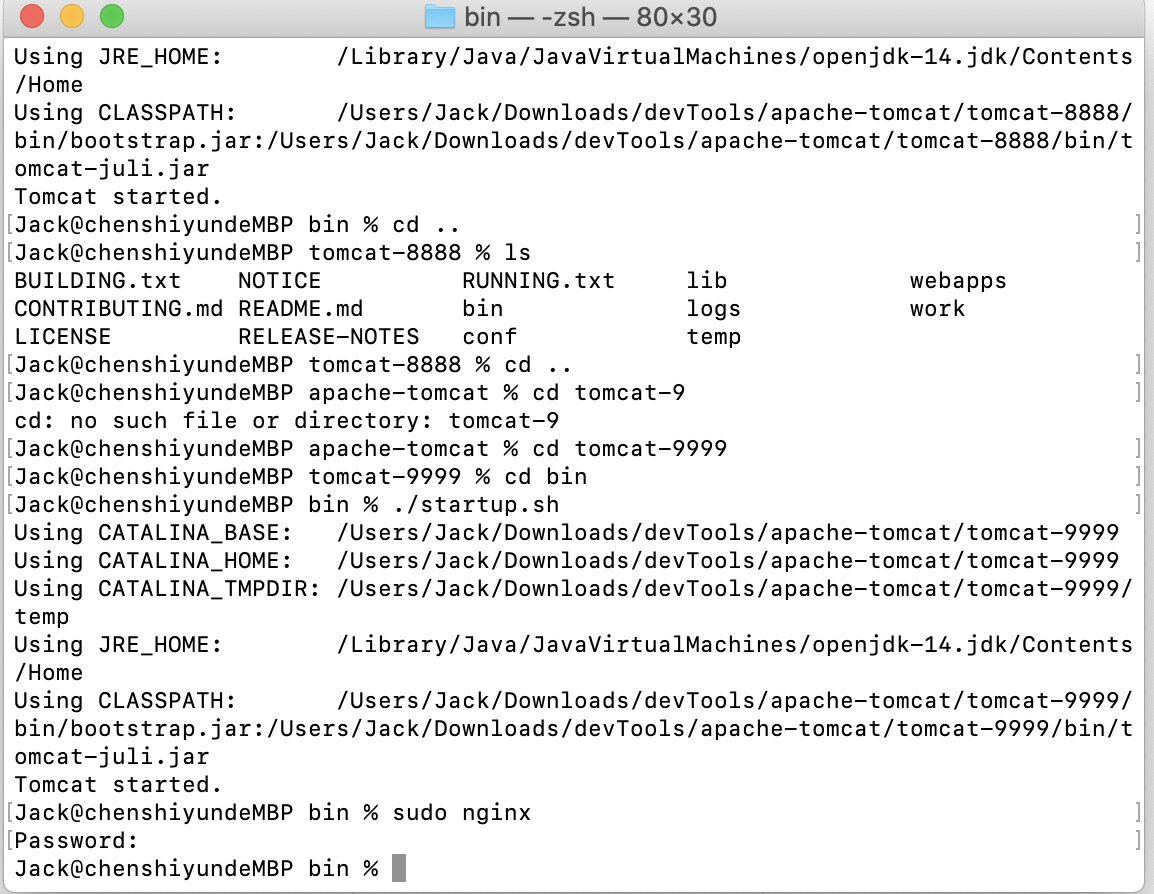 bin — -zsh — 80×30
Using JRE_HOME:        /Library/Java/JavaVirtualMachines/openjdk-14.jdk/Contents
/Home
Using CLASSPATH:       /Users/Jack/Downloads/devTools/apache-tomcat/tomcat-8888/
bin/bootstrap.jar:/Users/Jack/Downloads/devTools/apache-tomcat/tomcat-8888/bin/t
omcat-juli.jar
Tomcat started.
[Jack@chenshiyundeMBP bin % cd ..                                               ]
[Jack@chenshiyundeMBP tomcat-8888 % ls                                          ]
BUILDING.txt    NOTICE          RUNNING.txt     lib             webapps
CONTRIBUTING.md README.md       bin             logs            work
LICENSE         RELEASE-NOTES   conf            temp
[Jack@chenshiyundeMBP tomcat-8888 % cd ..                                       ]
[Jack@chenshiyundeMBP apache-tomcat % cd tomcat-9                               ]
cd: no such file or directory: tomcat-9
[Jack@chenshiyundeMBP apache-tomcat % cd tomcat-9999                            ]
[Jack@chenshiyundeMBP tomcat-9999 % cd bin                                      ]
[Jack@chenshiyundeMBP bin % ./startup.sh                                        ]
Using CATALINA_BASE:   /Users/Jack/Downloads/devTools/apache-tomcat/tomcat-9999
Using CATALINA_HOME:   /Users/Jack/Downloads/devTools/apache-tomcat/tomcat-9999
Using CATALINA_TMPDIR: /Users/Jack/Downloads/devTools/apache-tomcat/tomcat-9999/
temp
Using JRE_HOME:        /Library/Java/JavaVirtualMachines/openjdk-14.jdk/Contents
/Home
Using CLASSPATH:       /Users/Jack/Downloads/devTools/apache-tomcat/tomcat-9999/
bin/bootstrap.jar:/Users/Jack/Downloads/devTools/apache-tomcat/tomcat-9999/bin/t
omcat-juli.jar
Tomcat started.
[Jack@chenshiyundeMBP bin % sudo nginx                                          ]
[Password:                                                                      ]
Jack@chenshiyundeMBP bin %